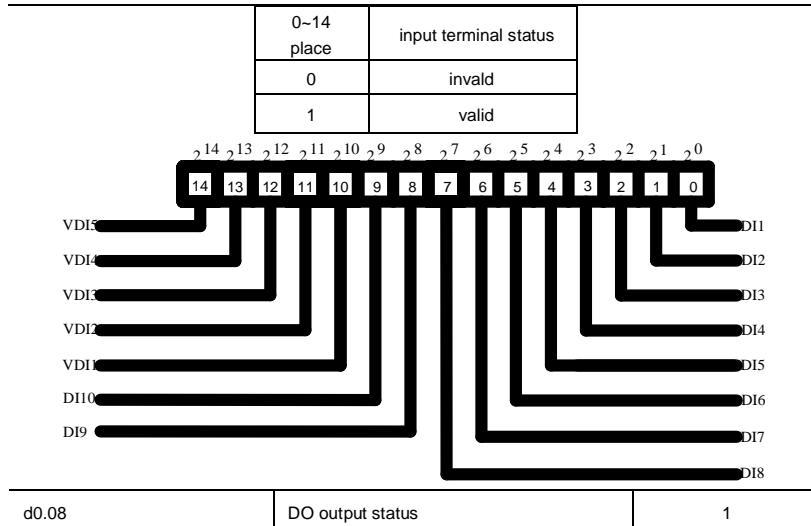 0~14 place input terminal status
0 invald
1 valid
2^14 2^13 2^12 2^11 2^10 2^9 2^8 2^7 2^6 2^5 2^4 2^3 2^2 2^1 2^0
14 13 12 11 10 9 8 7 6 5 4 3 2 1 0
VDI5 DI1
VDI4 DI2
VDI3 DI3
VDI2 DI4
VDI1 DI5
DI10 DI6
DI9 DI7
DI8
d0.08 DO output status 1